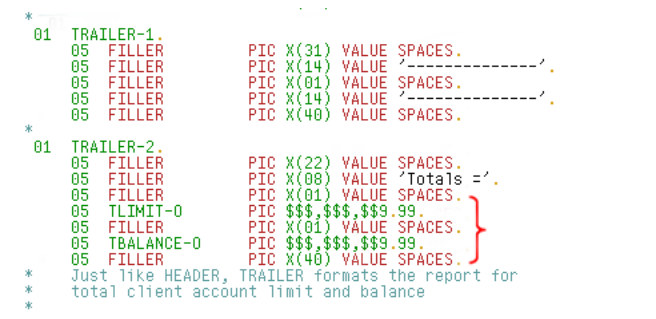 *
01 TRAILER-1.
05 FILLER PIC X(31) VALUE SPACES.
05 FILLER PIC X(14) VALUE '--------------'.
05 FILLER PIC X(01) VALUE SPACES.
05 FILLER PIC X(14) VALUE '--------------'.
05 FILLER PIC X(40) VALUE SPACES.
*
01 TRAILER-2.
05 FILLER PIC X(22) VALUE SPACES.
05 FILLER PIC X(08) VALUE 'Totals ='.
05 FILLER PIC X(01) VALUE SPACES.
05 TLIMIT-O PIC $$$,$$$,$$9.99.
05 FILLER PIC X(01) VALUE SPACES.
05 TBALANCE-O PIC $$$,$$$,$$9.99.
05 FILLER PIC X(40) VALUE SPACES.
* Just like HEADER, TRAILER formats the report for
* total client account limit and balance
*